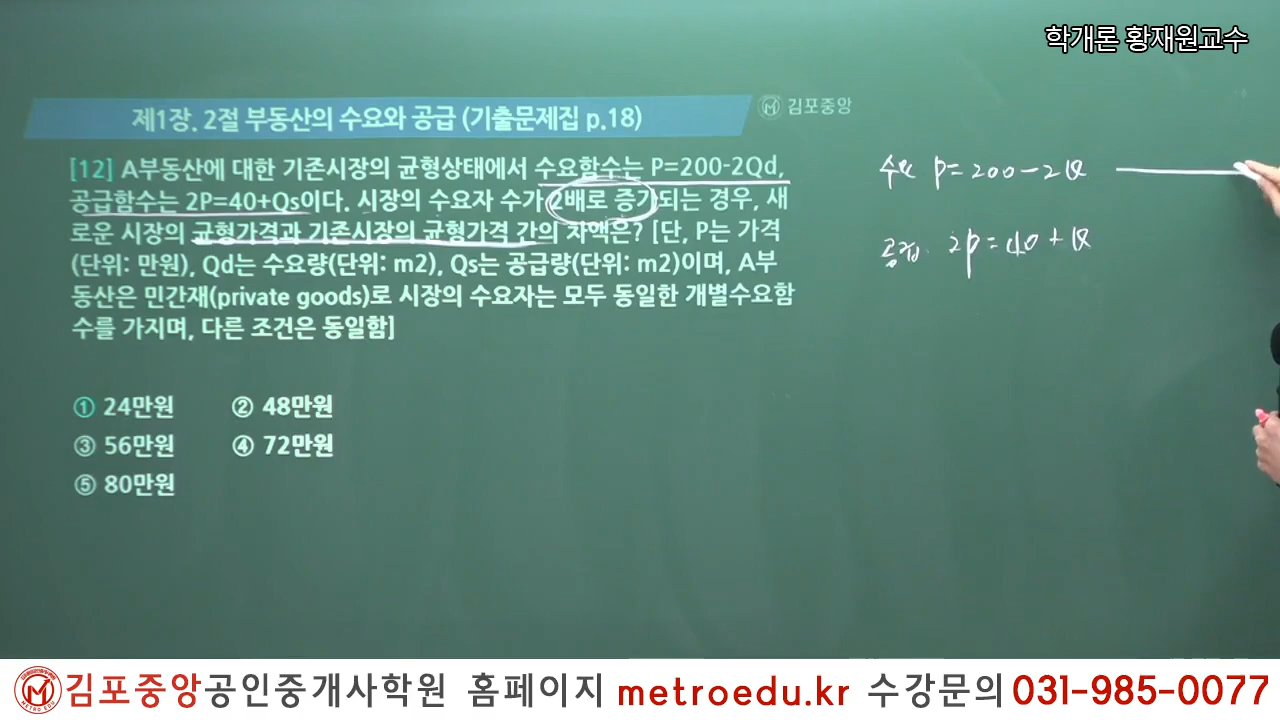 학개론 황재원교수
제1장. 2절 부동산의 수요와 공급 (기출문제집 p.18)
김포중앙
[12] A부동산에 대한 기존시장의 균형상태에서 수요함수는 P=200-2Qd,
공급함수는 2P=40+Qs이다. 시장의 수요자 수가 2배로 증가되는 경우, 새
로운 시장의 균형가격과 기존시장의 균형가격 간의 차액은? [단, P는 가격
(단위: 만원), Qd는 수요량(단위: m2), Qs는 공급량(단위: m2)이며, A부
동산은 민간재(private goods)로 시장의 수요자는 모두 동일한 개별수요함
수를 가지며, 다른 조건은 동일함]
① 24만원 ② 48만원
③ 56만원 ④ 72만원
⑤ 80만원
수요 P=200-2Q
공급 2P=40+Q
METRO EDU
김포중앙공인중개사학원 홈페이지 metroedu.kr 수강문의 031-985-0077